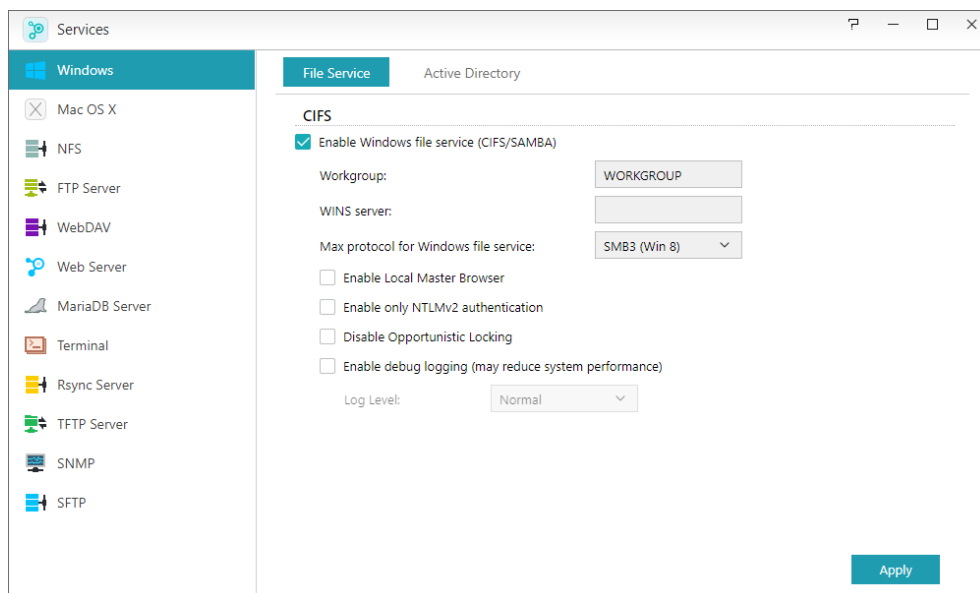 Services
Windows
Mac OS X
NFS
FTP Server
WebDAV
Web Server
MariaDB Server
Terminal
Rsync Server
TFTP Server
SNMP
SFTP
File Service Active Directory
CIFS
Enable Windows file service (CIFS/SAMBA)
Workgroup: WORKGROUP
WINS server:
Max protocol for Windows file service: SMB3 (Win 8)
Enable Local Master Browser
Enable only NTLMv2 authentication
Disable Opportunistic Locking
Enable debug logging (may reduce system performance)
Log Level: Normal
Apply